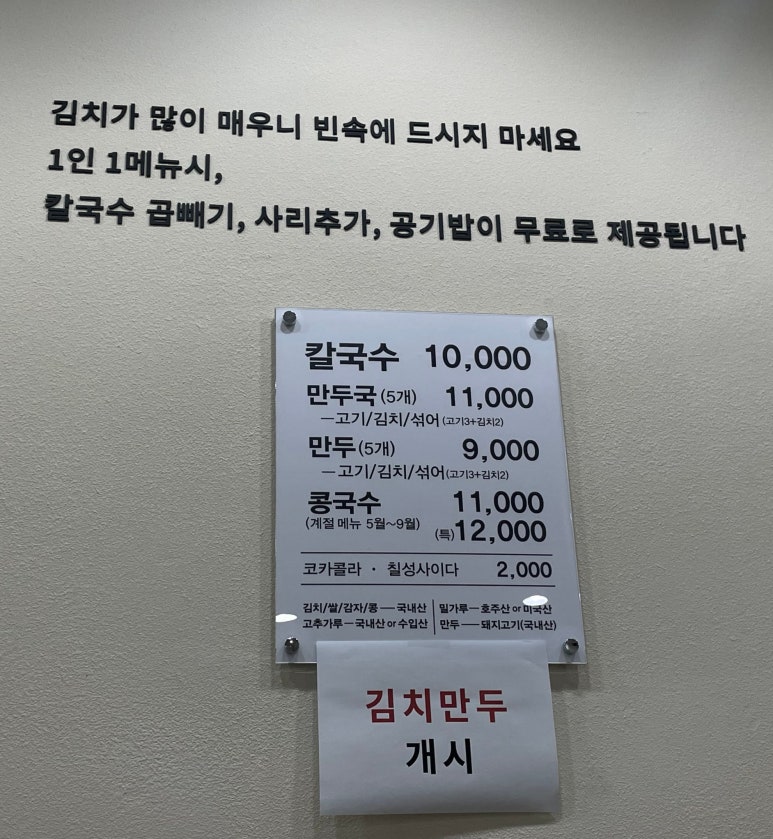 김치가 많이 매우니 빈속에 드시지 마세요
1인 1메뉴시,
칼국수 곱빼기, 사리추가, 공기밥이 무료로 제공됩니다
칼국수 10,000
만두국(5개) 11,000
—고기/김치/섞어(고기3+김치2)
만두(5개) 9,000
—고기/김치/섞어(고기3+김치2)
콩국수 11,000
(계절 메뉴 5월~9월) (특)12,000
코카콜라 · 칠성사이다 2,000
김치/쌀/감자/콩 — 국내산
고추가루 — 국내산 or 수입산
밀가루 — 호주산 or 미국산
만두 — 돼지고기(국내산)
김치만두
개시